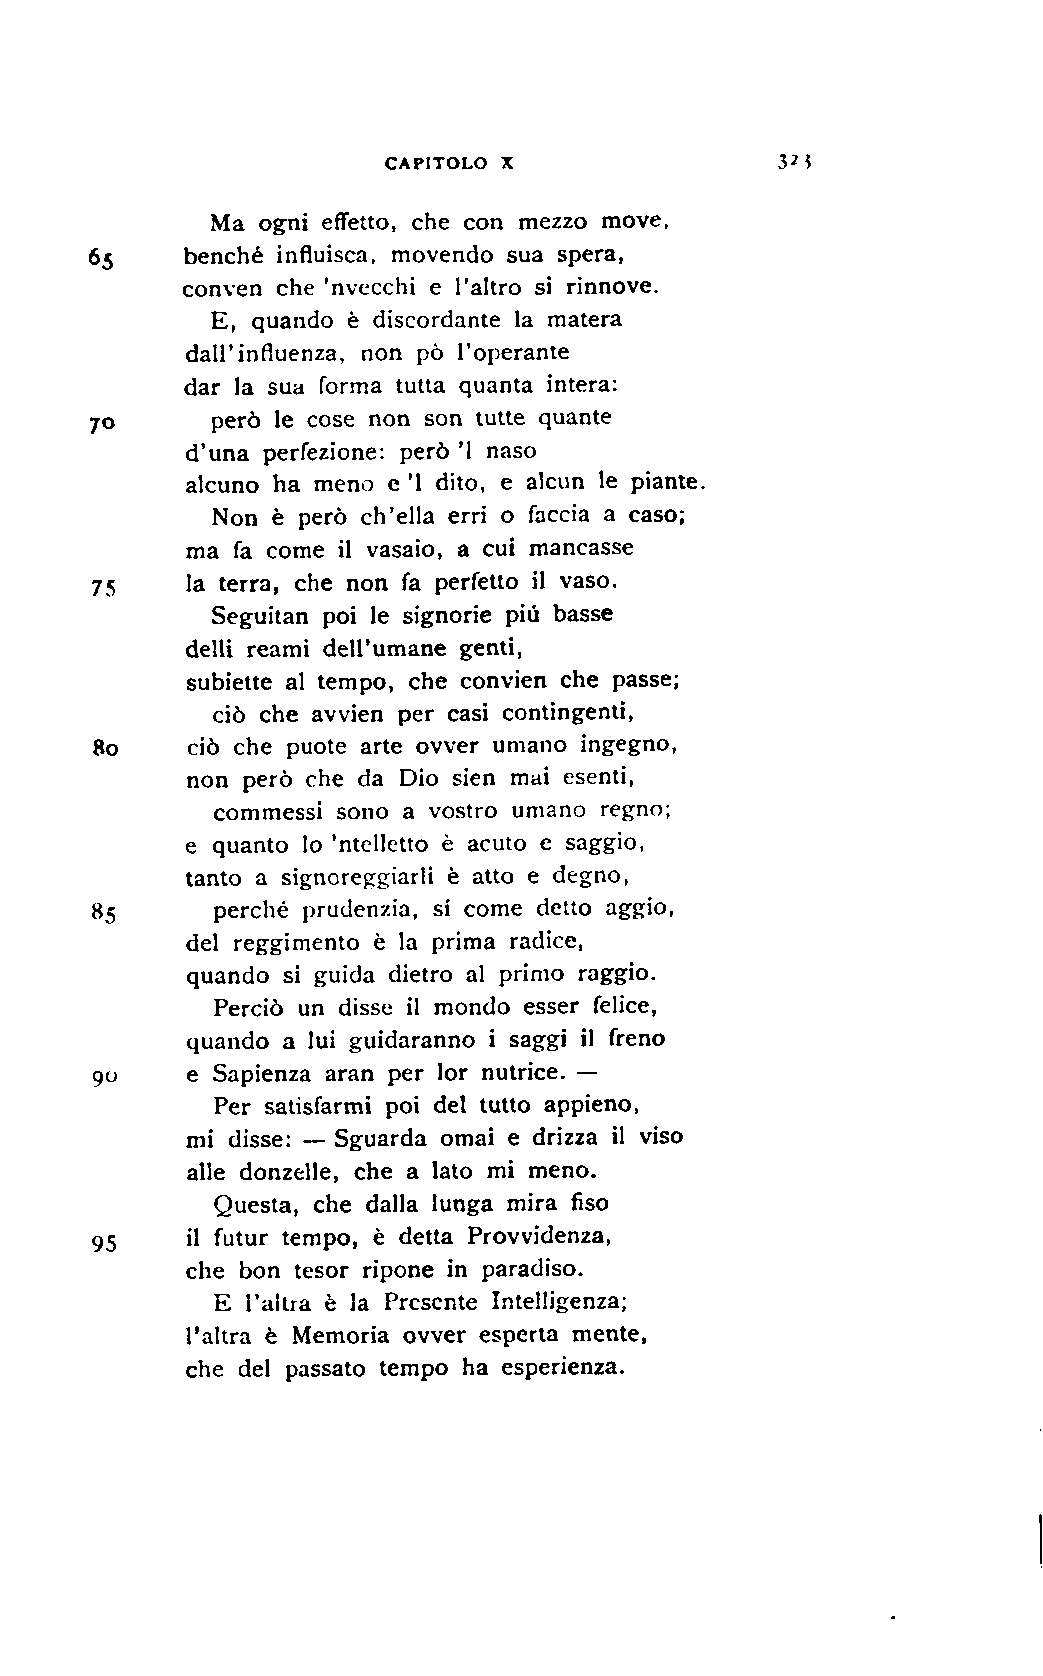 CAPITOLO X 323
Ma ogni effetto, che con mezzo move,
65 benché influisca, movendo sua spera,
conven che 'nvecchi e l'altro si rinnove.
E, quando è discordante la matera
dall'influenza, non pò l'operante
dar la sua forma tutta quanta intera:
70 però le cose non son tutte quante
d'una perfezione: però 'l naso
alcuno ha meno e 'l dito, e alcun le piante.
Non è però ch'ella erri o faccia a caso;
ma fa come il vasaio, a cui mancasse
75 la terra, che non fa perfetto il vaso.
Seguitan poi le signorie piú basse
delli reami dell'umane genti,
subiette al tempo, che convien che passe;
ciò che avvien per casi contingenti,
80 ciò che puote arte ovver umano ingegno,
non però che da Dio sien mai esenti,
commessi sono a vostro umano regno;
e quanto lo 'ntelletto è acuto e saggio,
tanto a signoreggiarli è atto e degno,
85 perché prudenzia, sí come detto aggio,
del reggimento è la prima radice,
quando si guida dietro al primo raggio.
Perciò un disse il mondo esser felice,
quando a lui guidaranno i saggi il freno
90 e Sapienza aran per lor nutrice. —
Per satisfarmi poi del tutto appieno,
mi disse: — Sguarda omai e drizza il viso
alle donzelle, che a lato mi meno.
Questa, che dalla lunga mira fiso
95 il futur tempo, è detta Provvidenza,
che bon tesor ripone in paradiso.
E l'altra è la Presente Intelligenza;
l'altra è Memoria ovver esperta mente,
che del passato tempo ha esperienza.